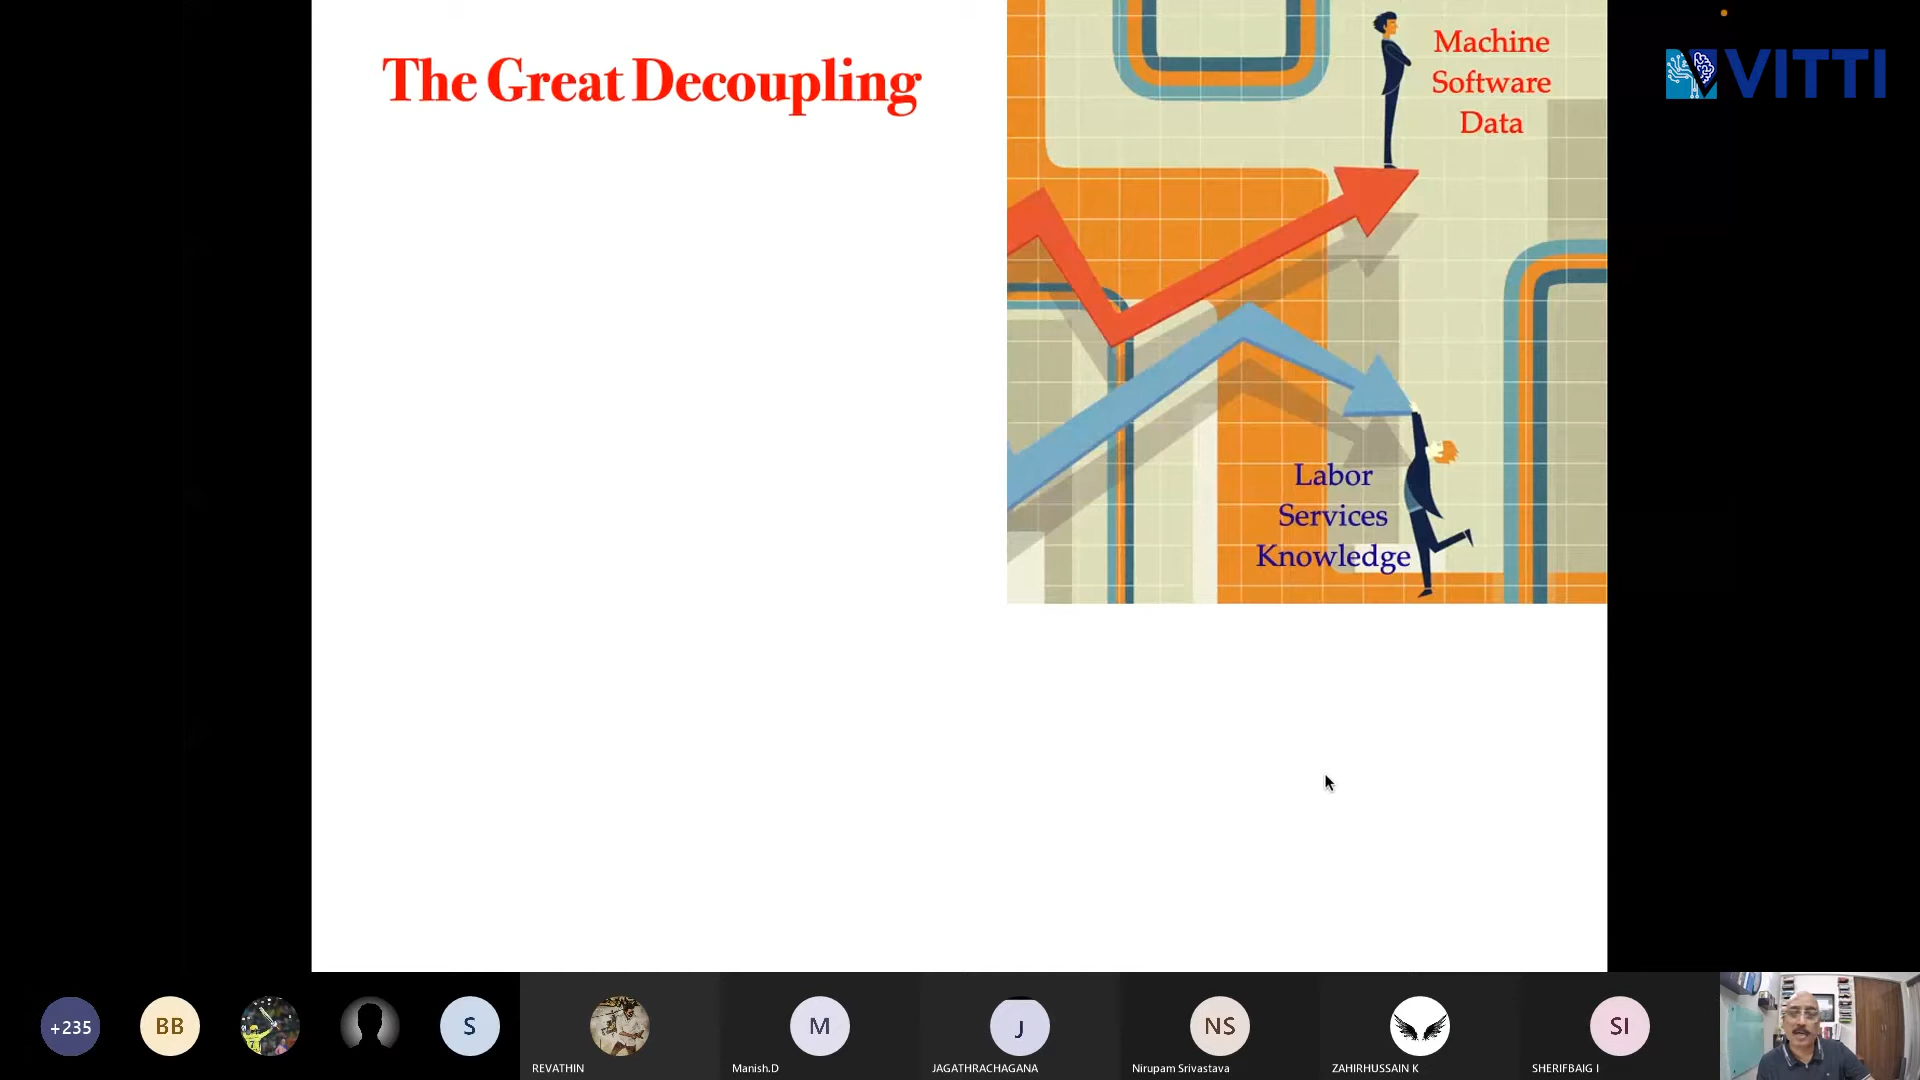 The Great Decoupling
Machine
Software
Data
VITTI
Labor
Services
Knowledge
+235
BB
S
M
J
NS
SI
REVATHIN
Manish.D
JAGATHRACHAGANA
Nirupam Srivastava
ZAHIRHUSSAIN K
SHERIFBAIG I